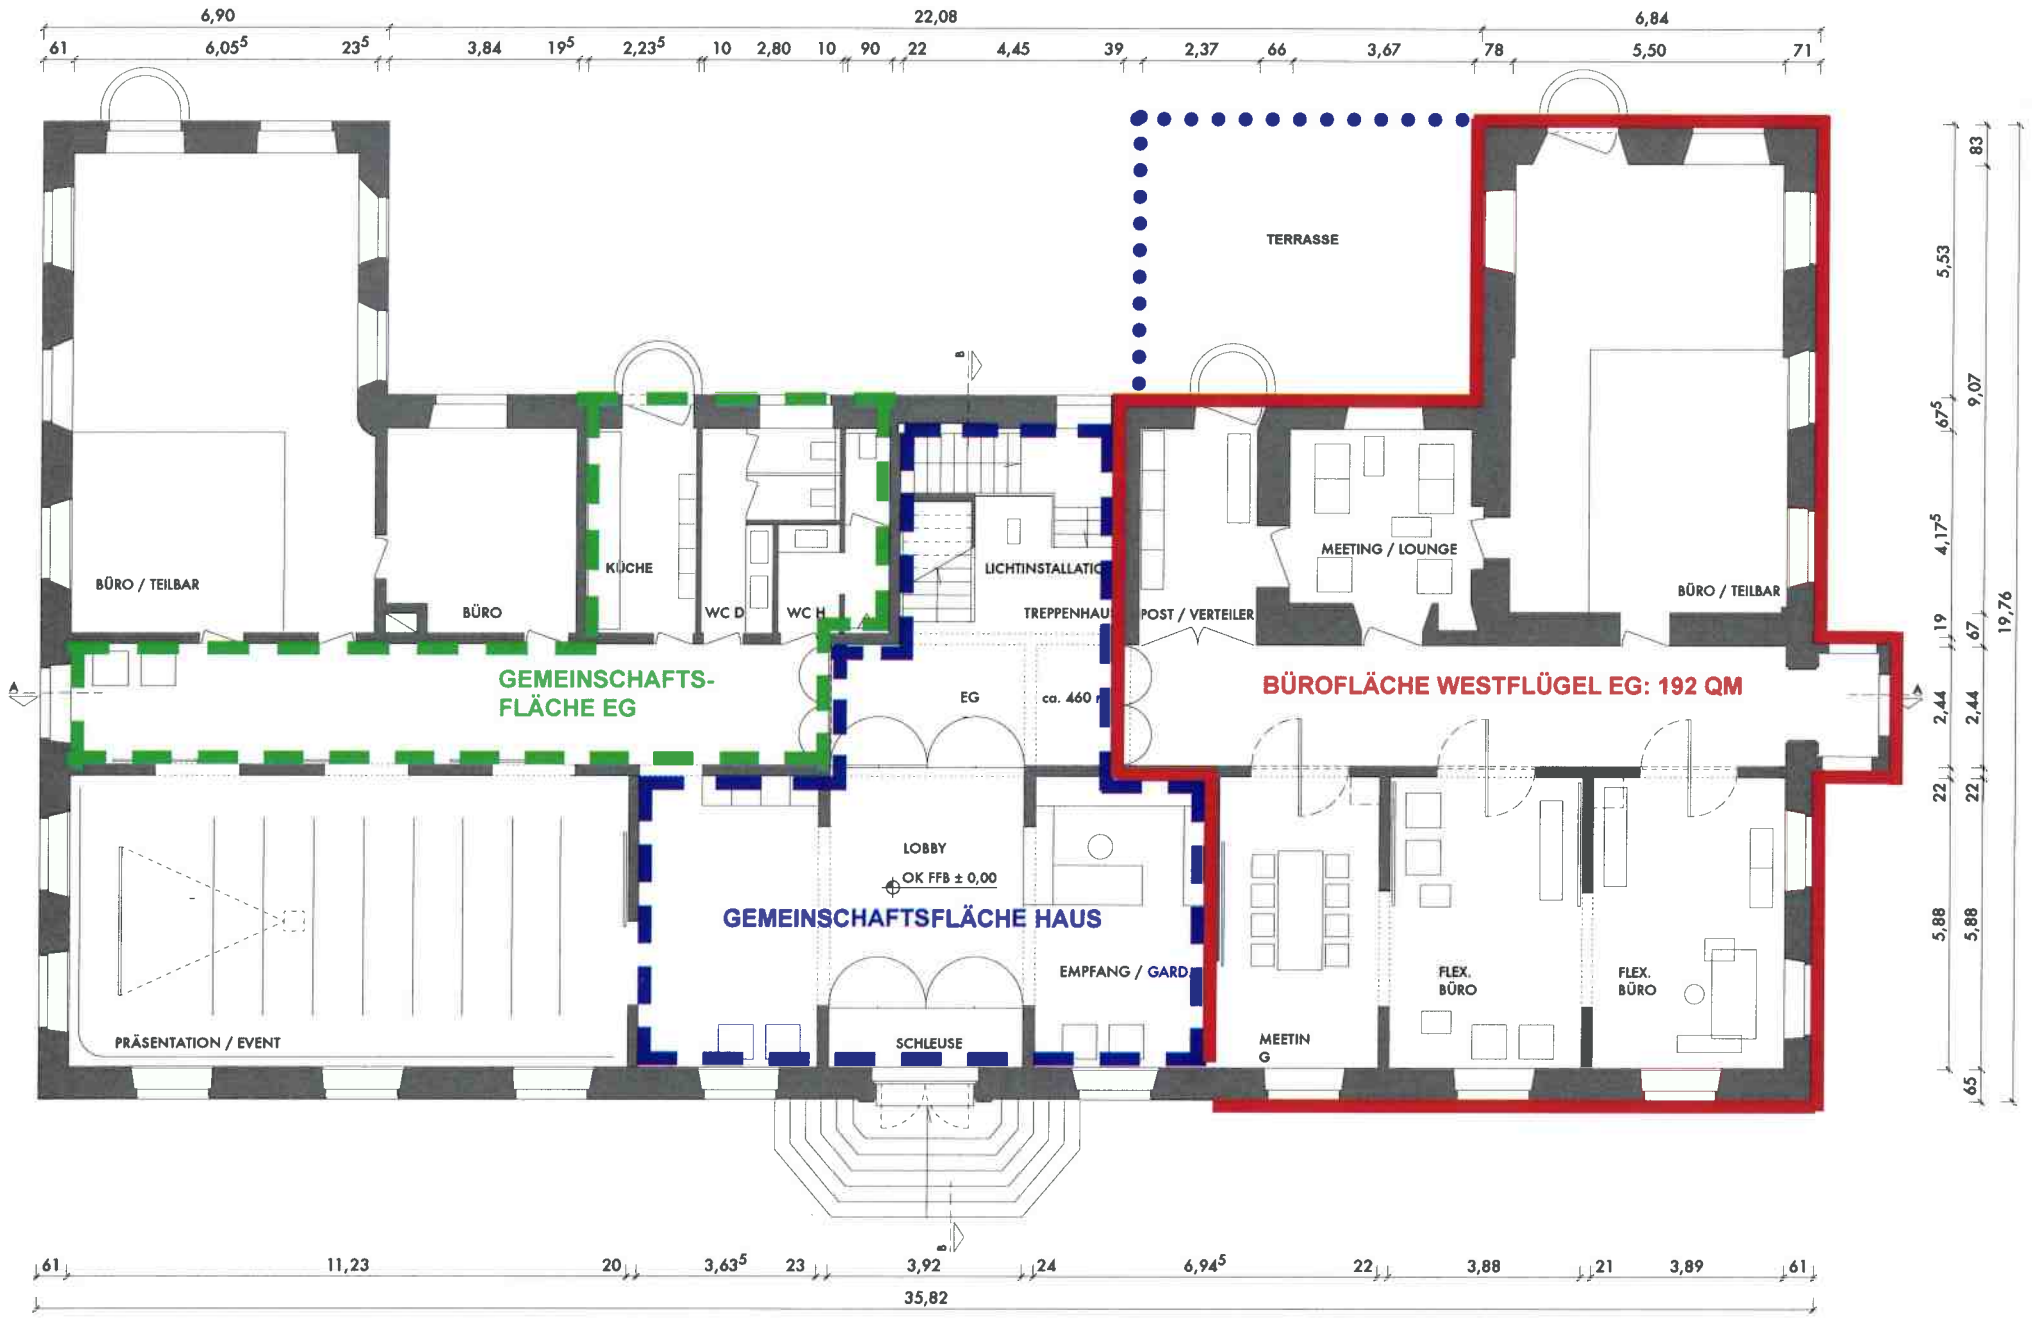 6,90 22,08 6,84
61 6,05⁵ 23⁵ 3,84 19⁵ 2,23⁵ 10 2,80 10 90 22 4,45 39 2,37 66 3,67 78 5,50 71
83
TERRASSE
5,53
B
9,07
67⁵
4,17⁵
MEETING / LOUNGE
KÜCHE
LICHTINSTALLATIO
BÜRO / TEILBAR
BÜRO / TEILBAR
BÜRO
WC D
WC H
TREPPENHAU
POST / VERTEILER
19
67
19,76
GEMEINSCHAFTS-
FLÄCHE EG
BÜROFLÄCHE WESTFLÜGEL EG: 192 QM
A
A
EG
ca. 460
2,44
2,44
22
22
LOBBY
OK FFB ± 0,00
GEMEINSCHAFTSFLÄCHE HAUS
5,88
5,88
EMPFANG / GARD.
FLEX.
BÜRO
FLEX.
BÜRO
PRÄSENTATION / EVENT
SCHLEUSE
MEETIN
G
65
B
61 11,23 20 3,63⁵ 23 3,92 24 6,94⁵ 22 3,88 21 3,89 61
35,82